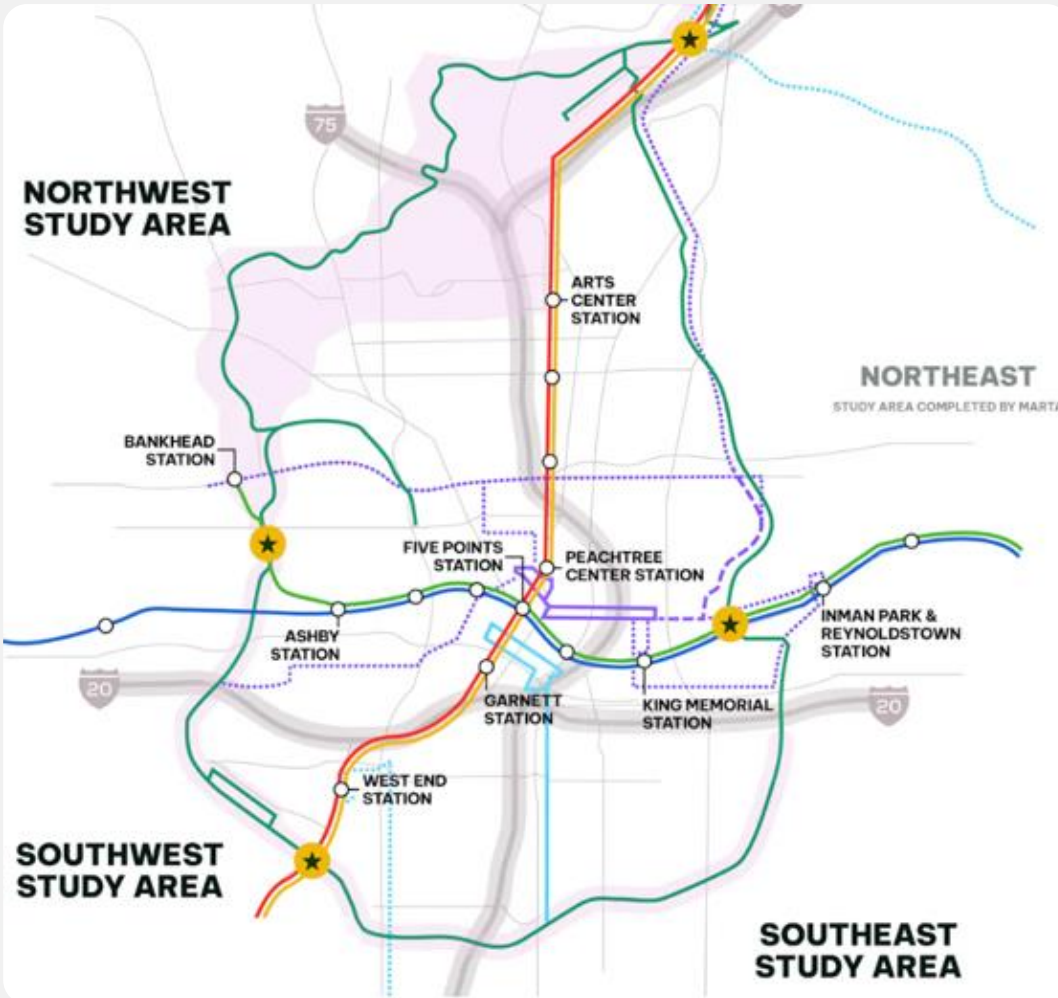 75
NORTHWEST
STUDY AREA
ARTS
CENTER
STATION
NORTHEAST
STUDY AREA COMPLETED BY MARTA
BANKHEAD
STATION
FIVE POINTS
STATION
PEACHTREE
CENTER STATION
ASHBY
STATION
INMAN PARK &
REYNOLDSTOWN
STATION
20
GARNETT
STATION
KING MEMORIAL
STATION
20
WEST END
STATION
SOUTHWEST
STUDY AREA
SOUTHEAST
STUDY AREA